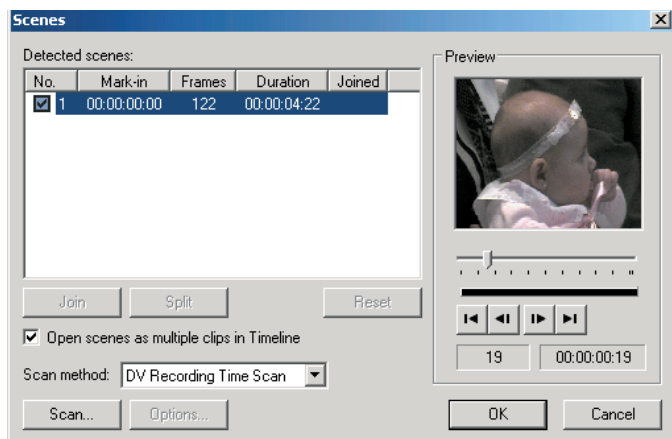 Scenes
Detected scenes:
No. Mark-in Frames Duration Joined
1 00:00:00:00 122 00:00:04:22
Join Split Reset
Open scenes as multiple clips in Timeline
Scan method: DV Recording Time Scan
Scan... Options...
Preview
19 00:00:00:19
OK Cancel